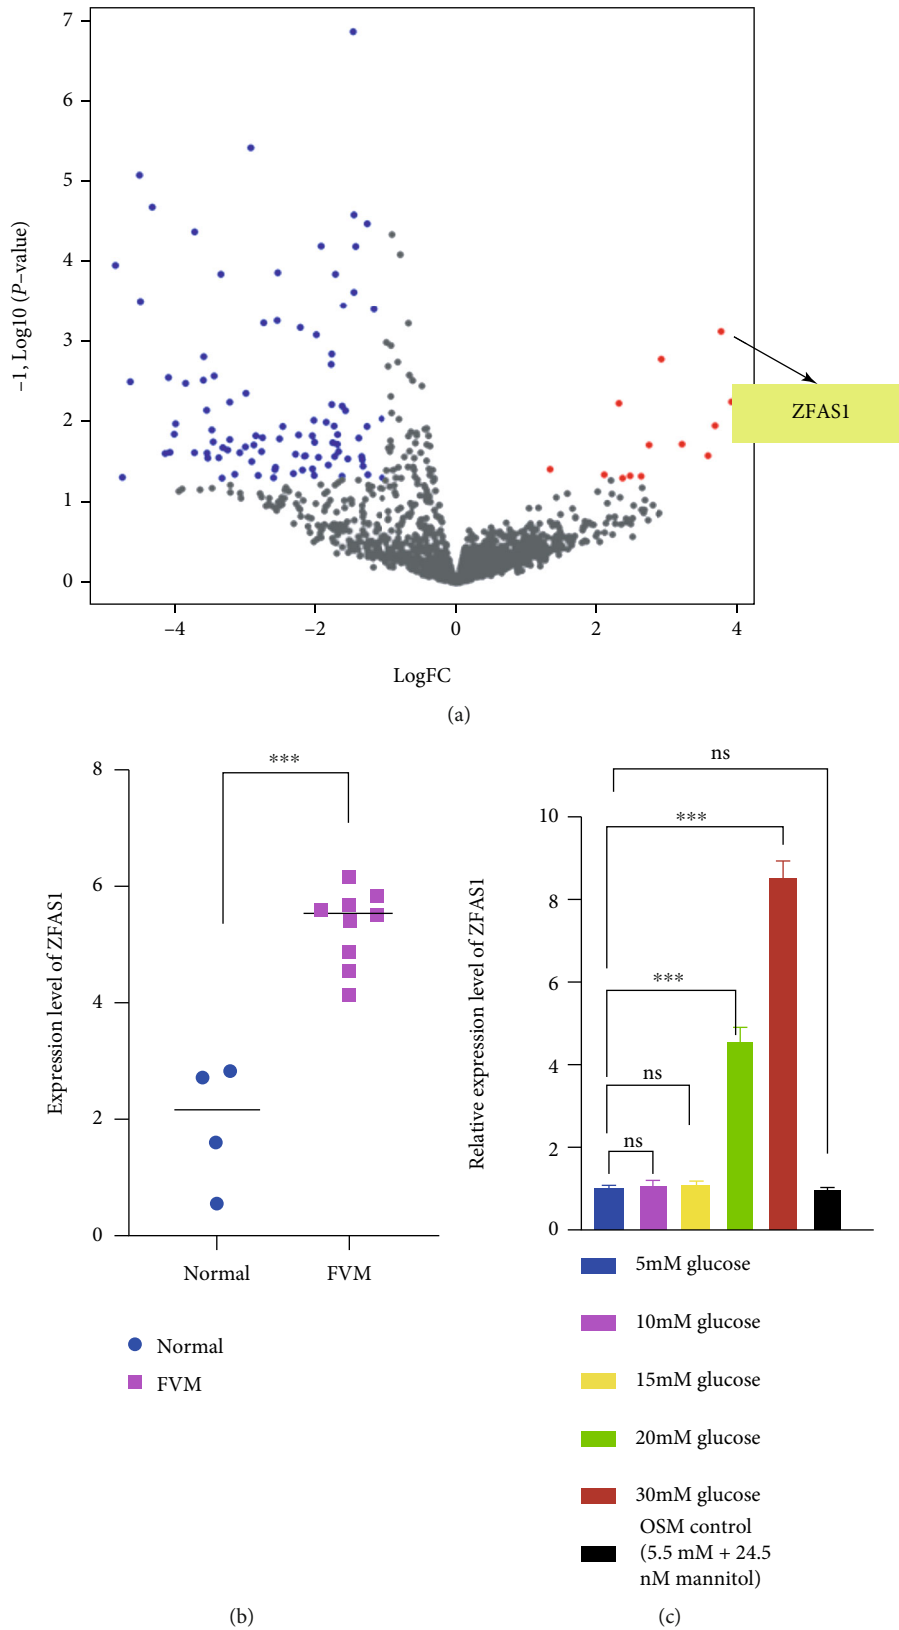 7
6
5
4
3
2
1
0
−1, Log10 (P–value)
ZFAS1
–4
–2
0
2
4
LogFC
(a)
8
6
4
2
0
Expression level of ZFAS1
***
Normal
FVM
Normal
FVM
(b)
10
8
6
4
2
0
Relative expression level of ZFAS1
ns
***
***
ns
ns
5mM glucose
10mM glucose
15mM glucose
20mM glucose
30mM glucose
OSM control
(5.5 mM + 24.5
nM mannitol)
(c)